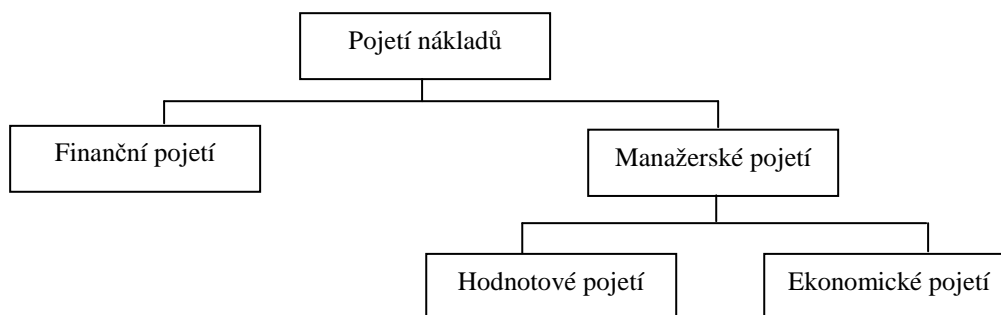 Pojetí nákladů
Finanční pojetí
Manažerské pojetí
Hodnotové pojetí
Ekonomické pojetí